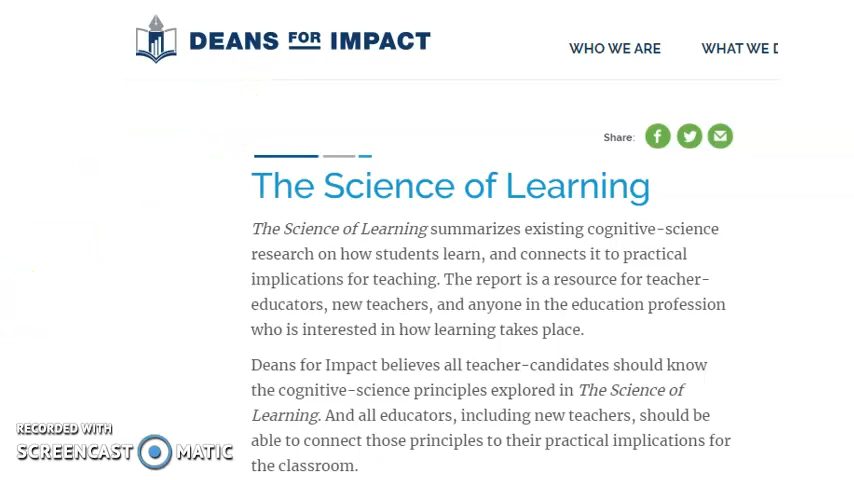 DEANS FOR IMPACT
WHO WE ARE
WHAT WE D
Share:
The Science of Learning
The Science of Learning summarizes existing cognitive-science
research on how students learn, and connects it to practical
implications for teaching. The report is a resource for teacher-
educators, new teachers, and anyone in the education profession
who is interested in how learning takes place.
Deans for Impact believes all teacher-candidates should know
the cognitive-science principles explored in The Science of
Learning. And all educators, including new teachers, should be
able to connect those principles to their practical implications for
the classroom.
RECORDED WITH
SCREENCAST MATIC